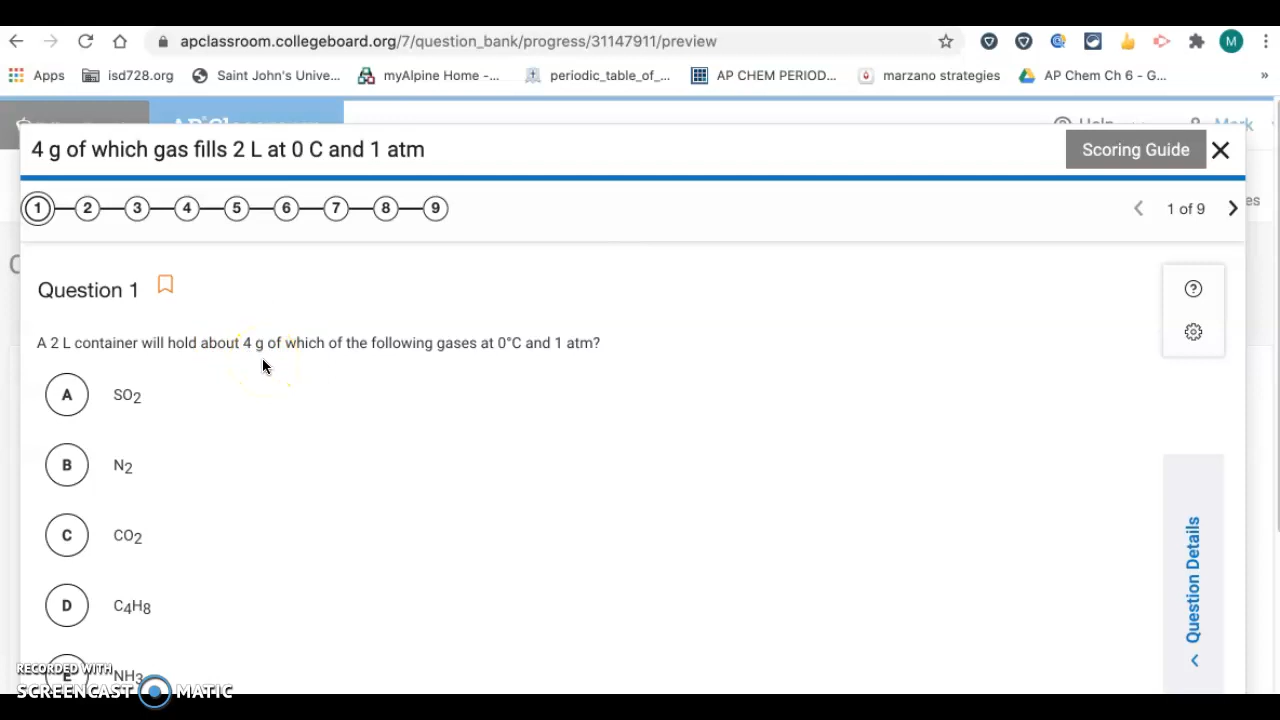 apclassroom.collegeboard.org/7/question_bank/progress/31147911/preview
M
Apps isd728.org Saint John's Unive... myAlpine Home -... periodic_table_of_... AP CHEM PERIOD... marzano strategies AP Chem Ch 6 - G... »
Help Mark
4 g of which gas fills 2 L at 0 C and 1 atm
Scoring Guide
es
1 2 3 4 5 6 7 8 9
1 of 9
Question 1
?
A 2 L container will hold about 4 g of which of the following gases at 0°C and 1 atm?
A SO2
B N2
C CO2
D C4H8
E NH3
Question Details
RECORDED WITH
SCREENCAST MATIC